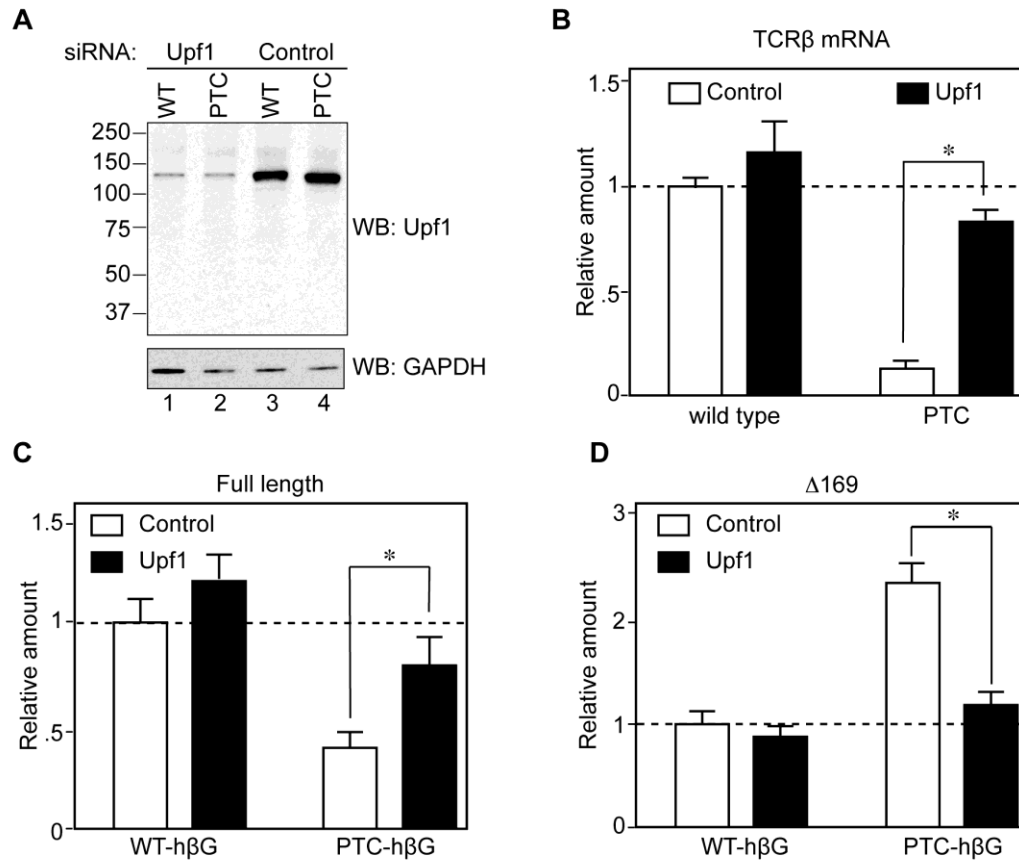 A
siRNA: Upf1 Control
WT PTC WT PTC
250
150
100
75
50
37
WB: Upf1
WB: GAPDH
1 2 3 4
B
TCRβ mRNA
Control Upf1
Relative amount
1.5
1
.5
0
*
wild type PTC
C
Full length
Control
Upf1
Relative amount
1.5
1
.5
0
*
WT-hβG PTC-hβG
D
Δ169
Control
Upf1
Relative amount
3
2
1
0
*
WT-hβG PTC-hβG